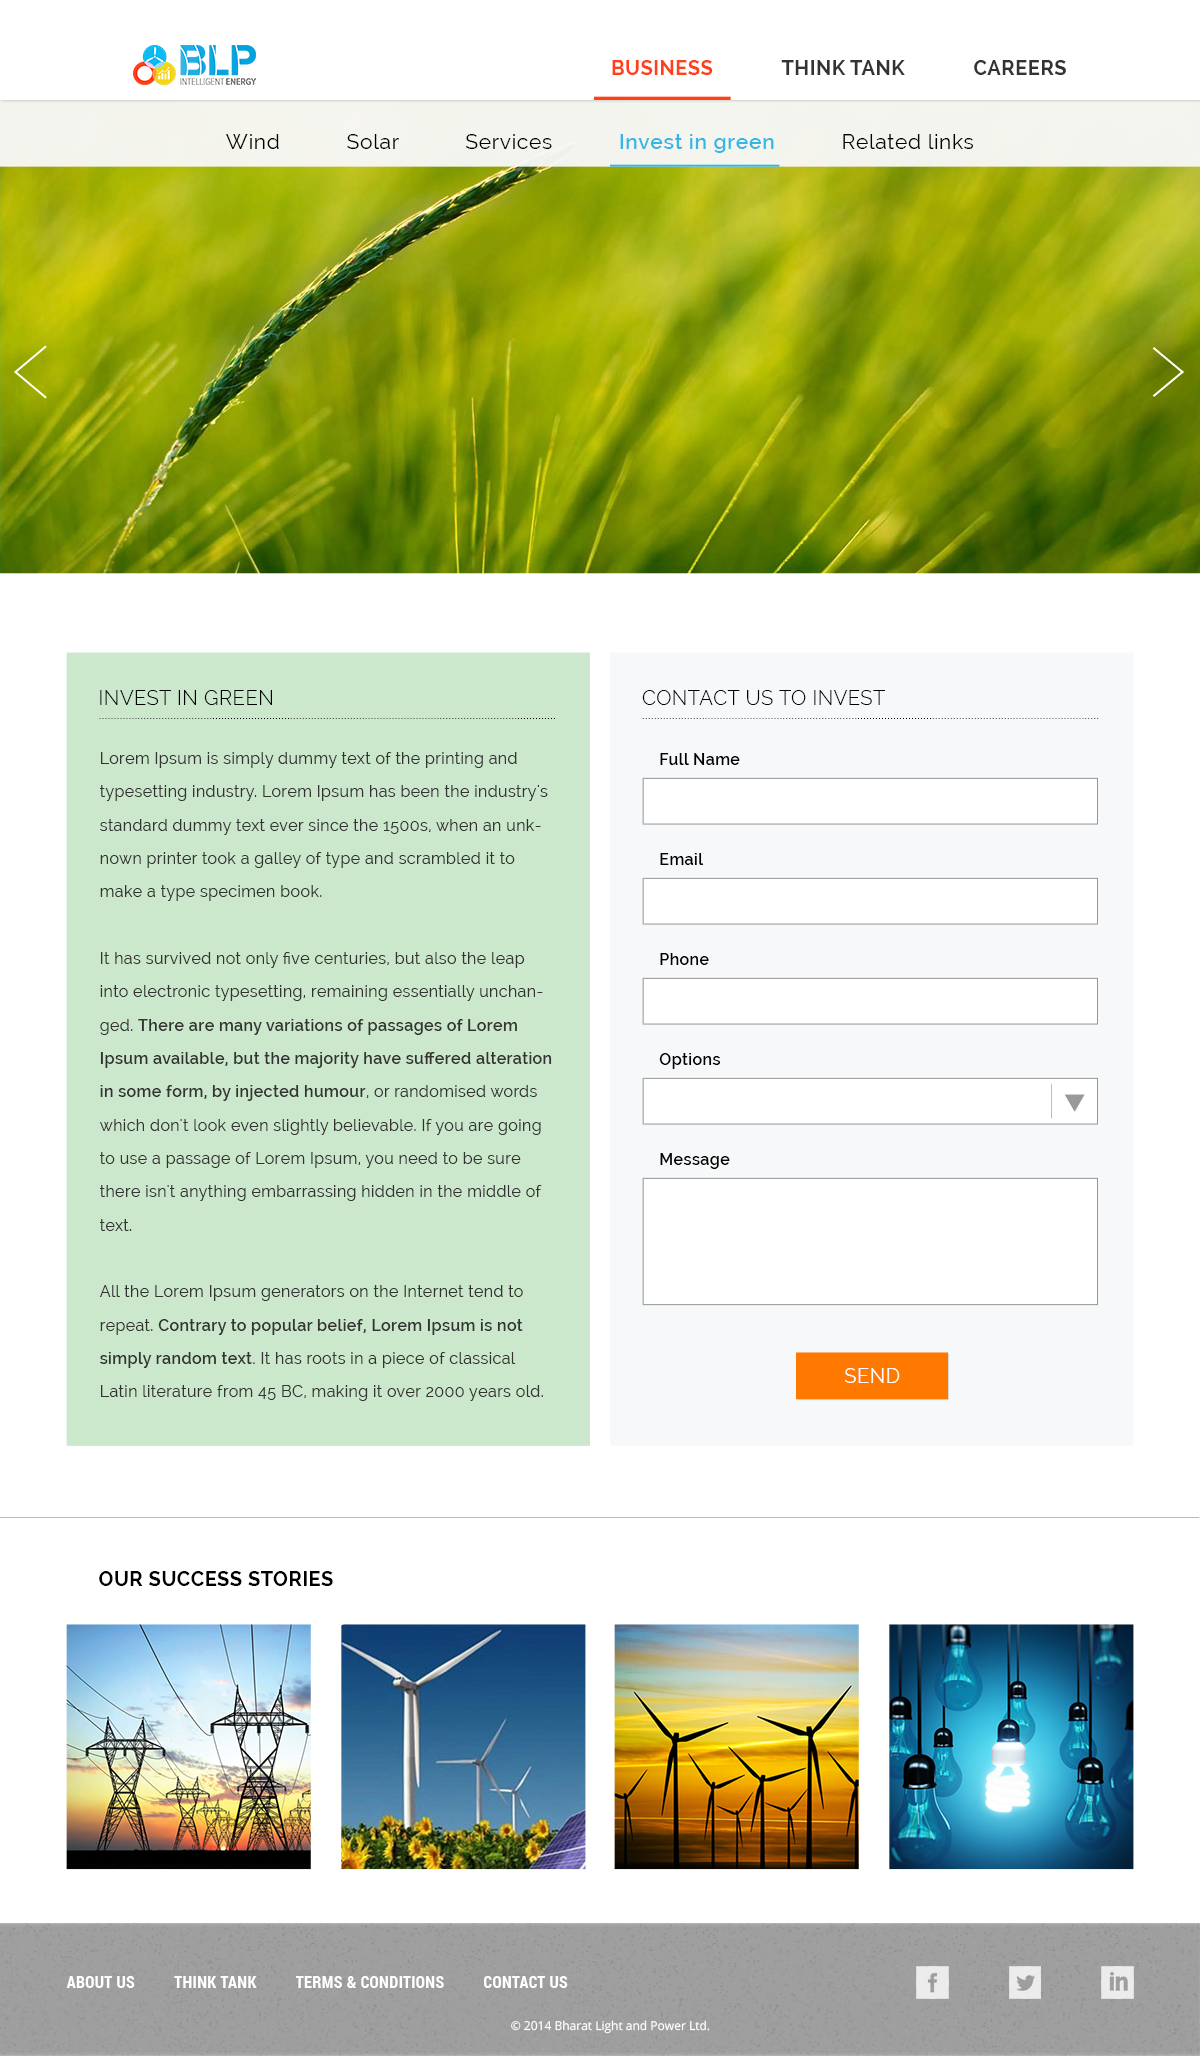 BLP
INTELLIGENT ENERGY
BUSINESS
THINK TANK
CAREERS
Wind
Solar
Services
Invest in green
Related links
INVEST IN GREEN
Lorem Ipsum is simply dummy text of the printing and
typesetting industry. Lorem Ipsum has been the industry's
standard dummy text ever since the 1500s, when an unk-
nown printer took a galley of type and scrambled it to
make a type specimen book.
It has survived not only five centuries, but also the leap
into electronic typesetting, remaining essentially unchan-
ged. There are many variations of passages of Lorem
Ipsum available, but the majority have suffered alteration
in some form, by injected humour, or randomised words
which don't look even slightly believable. If you are going
to use a passage of Lorem Ipsum, you need to be sure
there isn't anything embarrassing hidden in the middle of
text.
All the Lorem Ipsum generators on the Internet tend to
repeat. Contrary to popular belief, Lorem Ipsum is not
simply random text. It has roots in a piece of classical
Latin literature from 45 BC, making it over 2000 years old.
CONTACT US TO INVEST
Full Name
Email
Phone
Options
Message
SEND
OUR SUCCESS STORIES
ABOUT US
THINK TANK
TERMS & CONDITIONS
CONTACT US
© 2014 Bharat Light and Power Ltd.